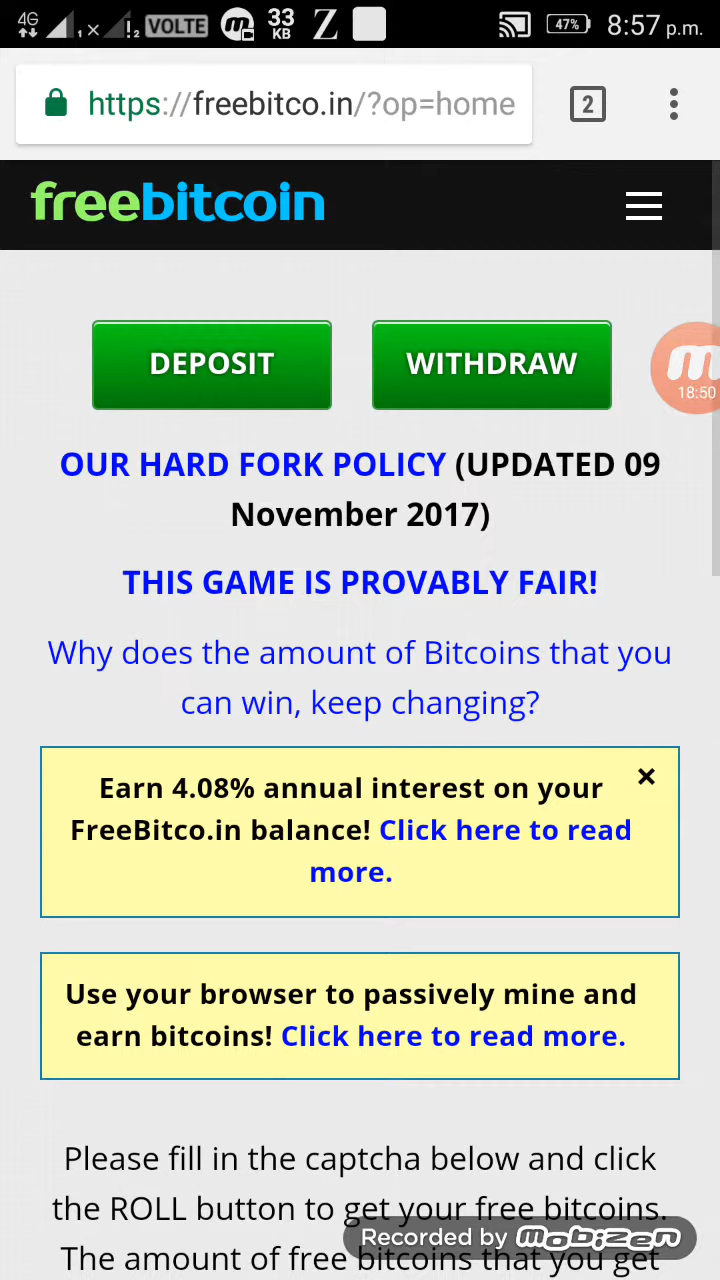 4G 1 x 2 VOLTE m 33 KB Z 47% 8:57 p.m.
https://freebitco.in/?op=home 2
freebitcoin
DEPOSIT WITHDRAW
m
18:50
OUR HARD FORK POLICY (UPDATED 09
November 2017)
THIS GAME IS PROVABLY FAIR!
Why does the amount of Bitcoins that you
can win, keep changing?
Earn 4.08% annual interest on your ×
FreeBitco.in balance! Click here to read
more.
Use your browser to passively mine and
earn bitcoins! Click here to read more.
Please fill in the captcha below and click
the ROLL button to get your free bitcoins.
The amount of free bitcoins that you get
Recorded by mobizen